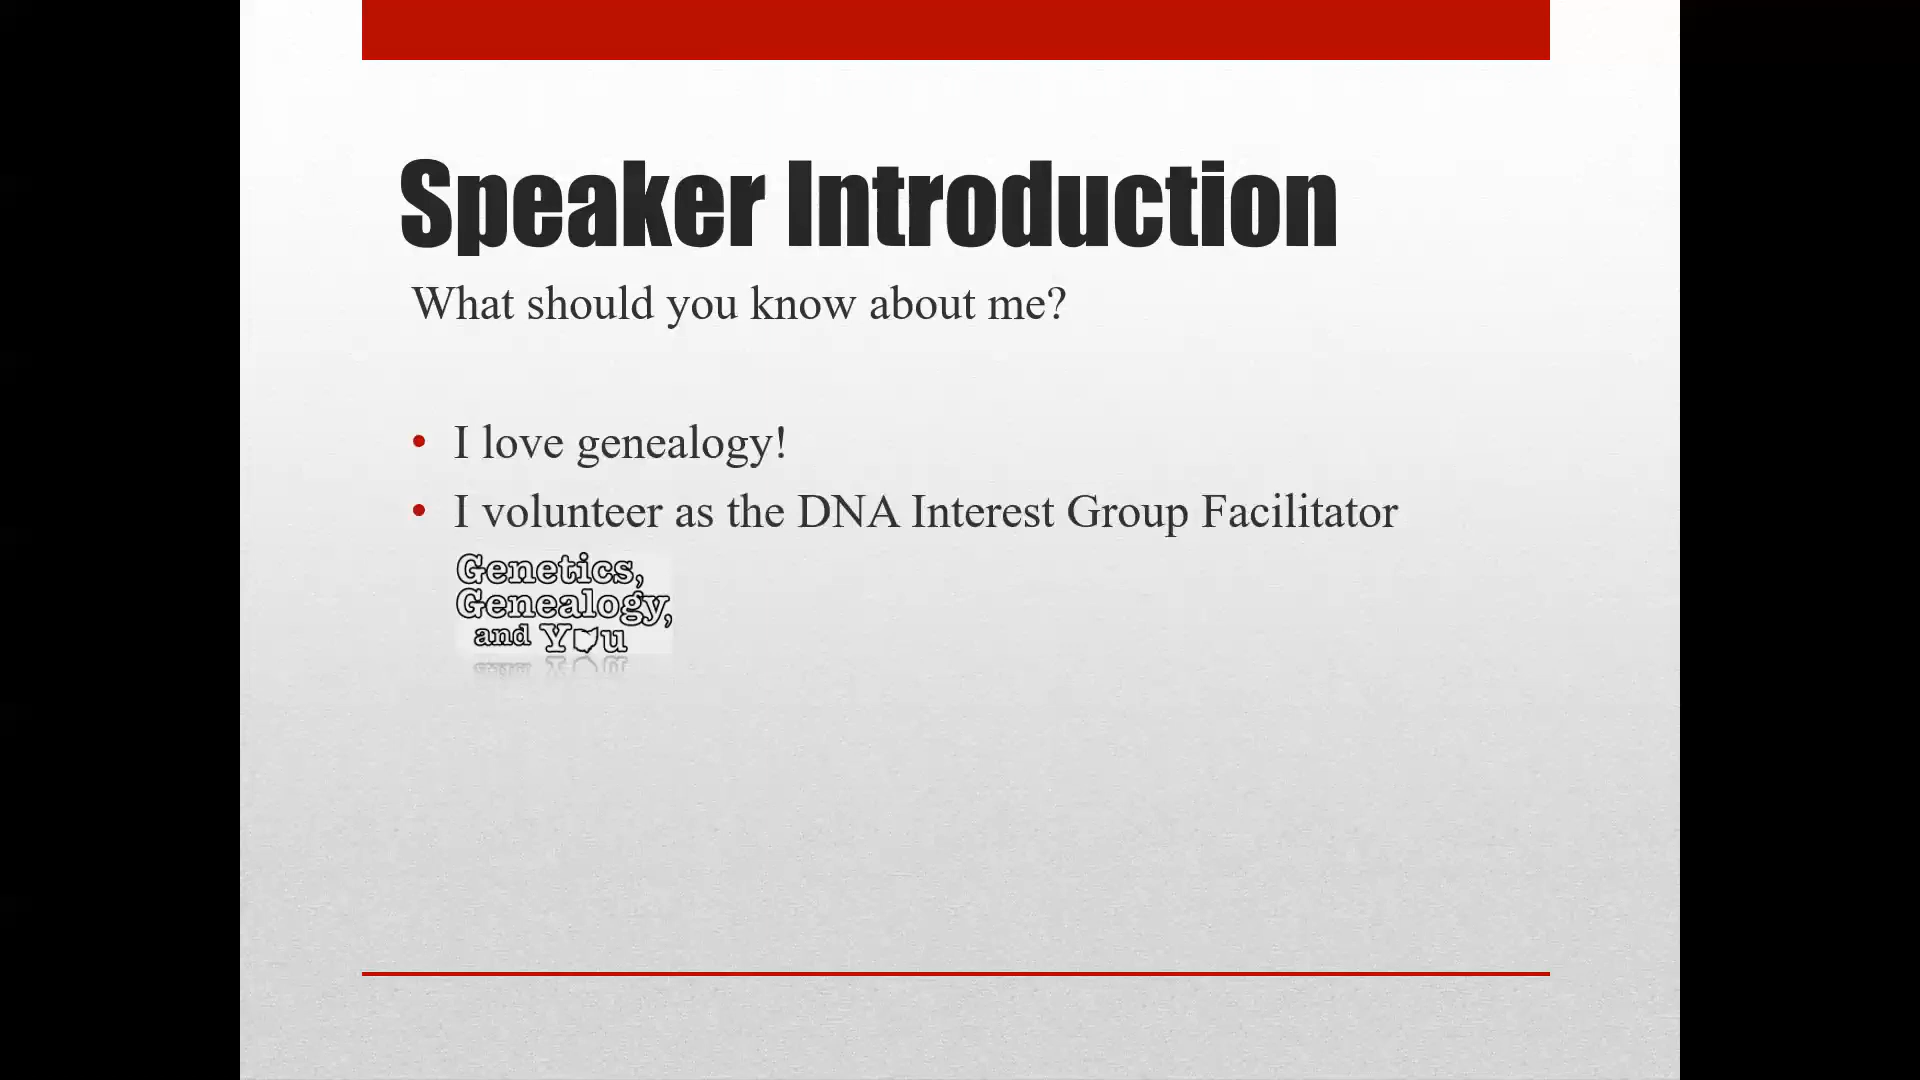 Speaker Introduction
What should you know about me?
• I love genealogy!
• I volunteer as the DNA Interest Group Facilitator
Genetics,
Genealogy,
and You